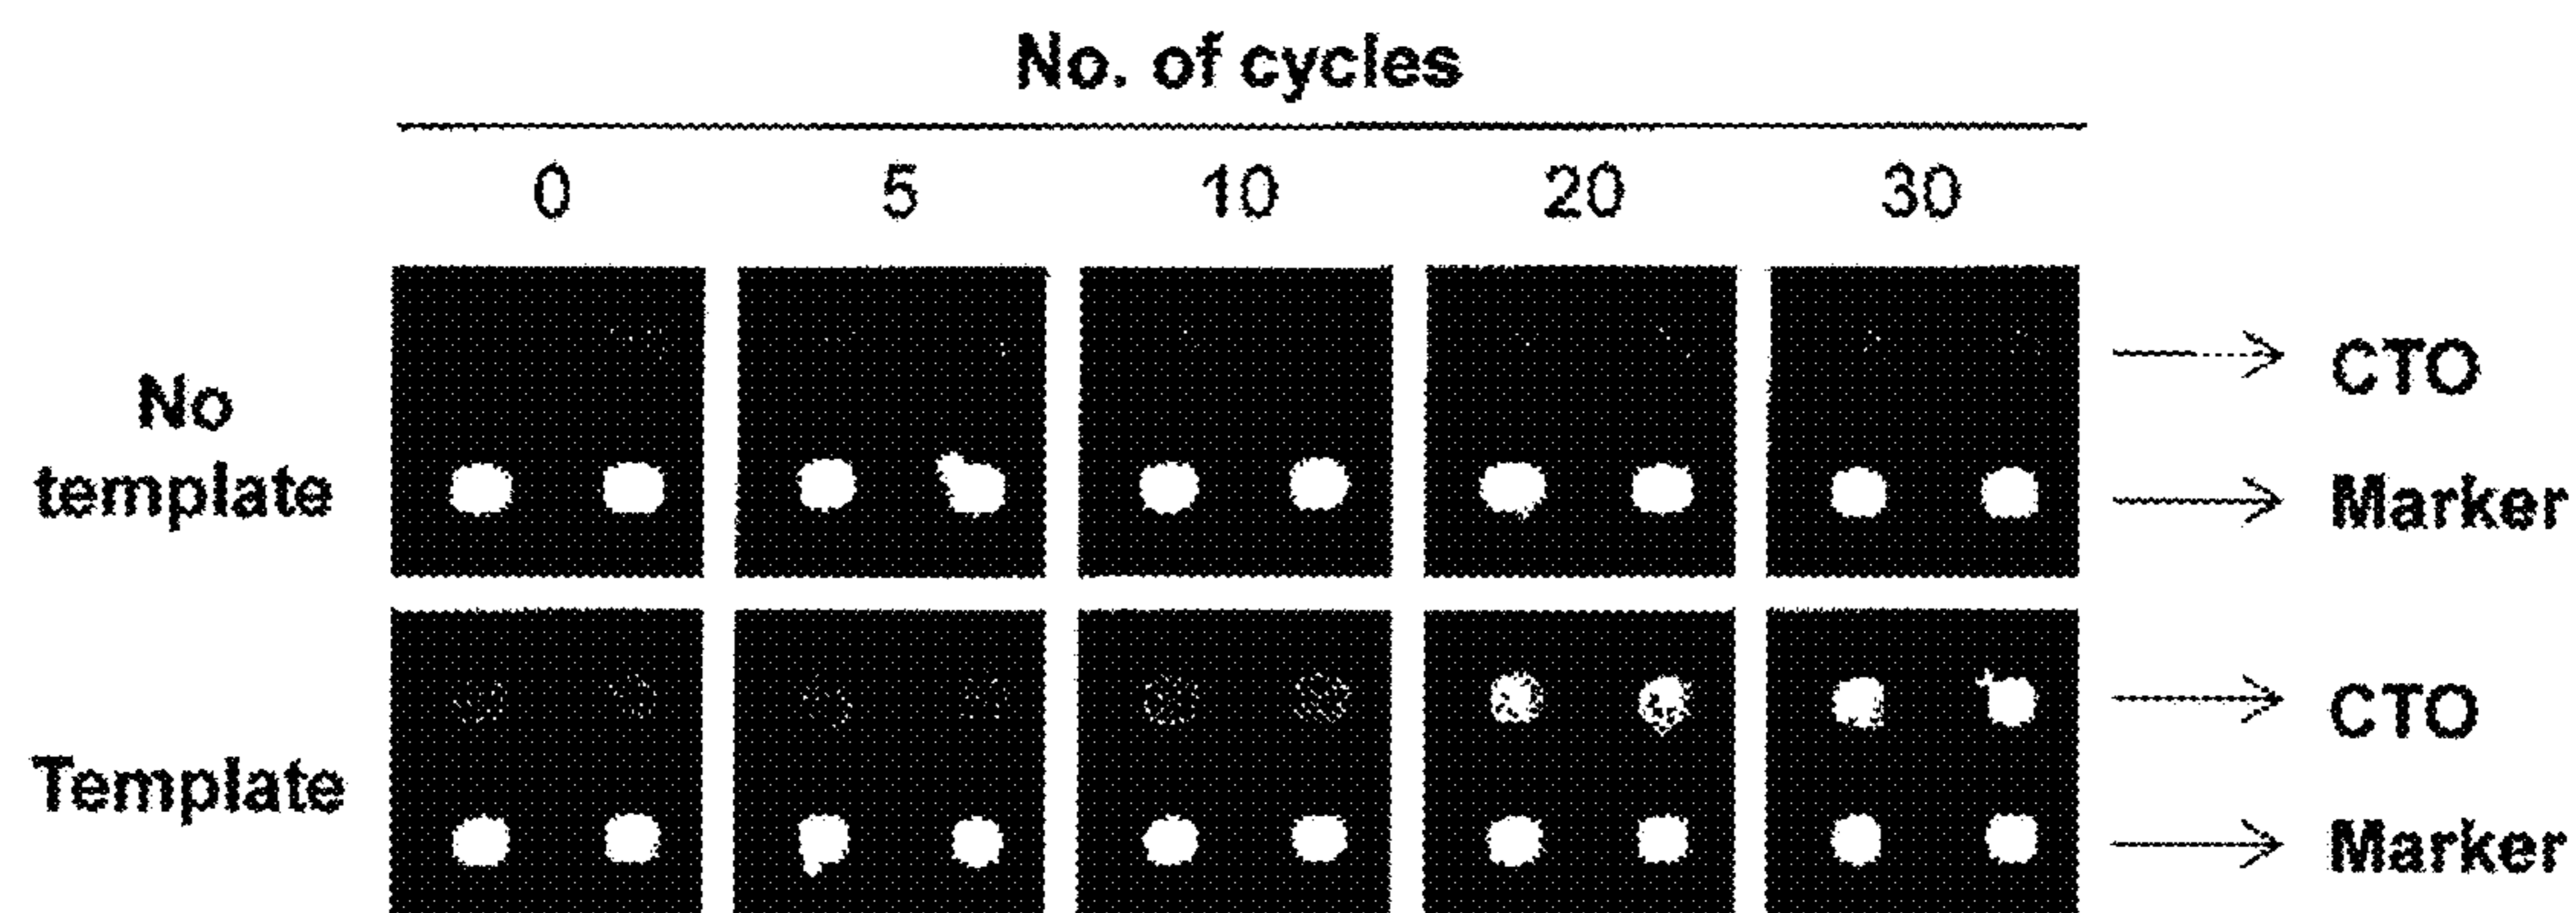 No. of cycles
0 5 10 20 30
No
template
CTO
Marker
Template
CTO
Marker